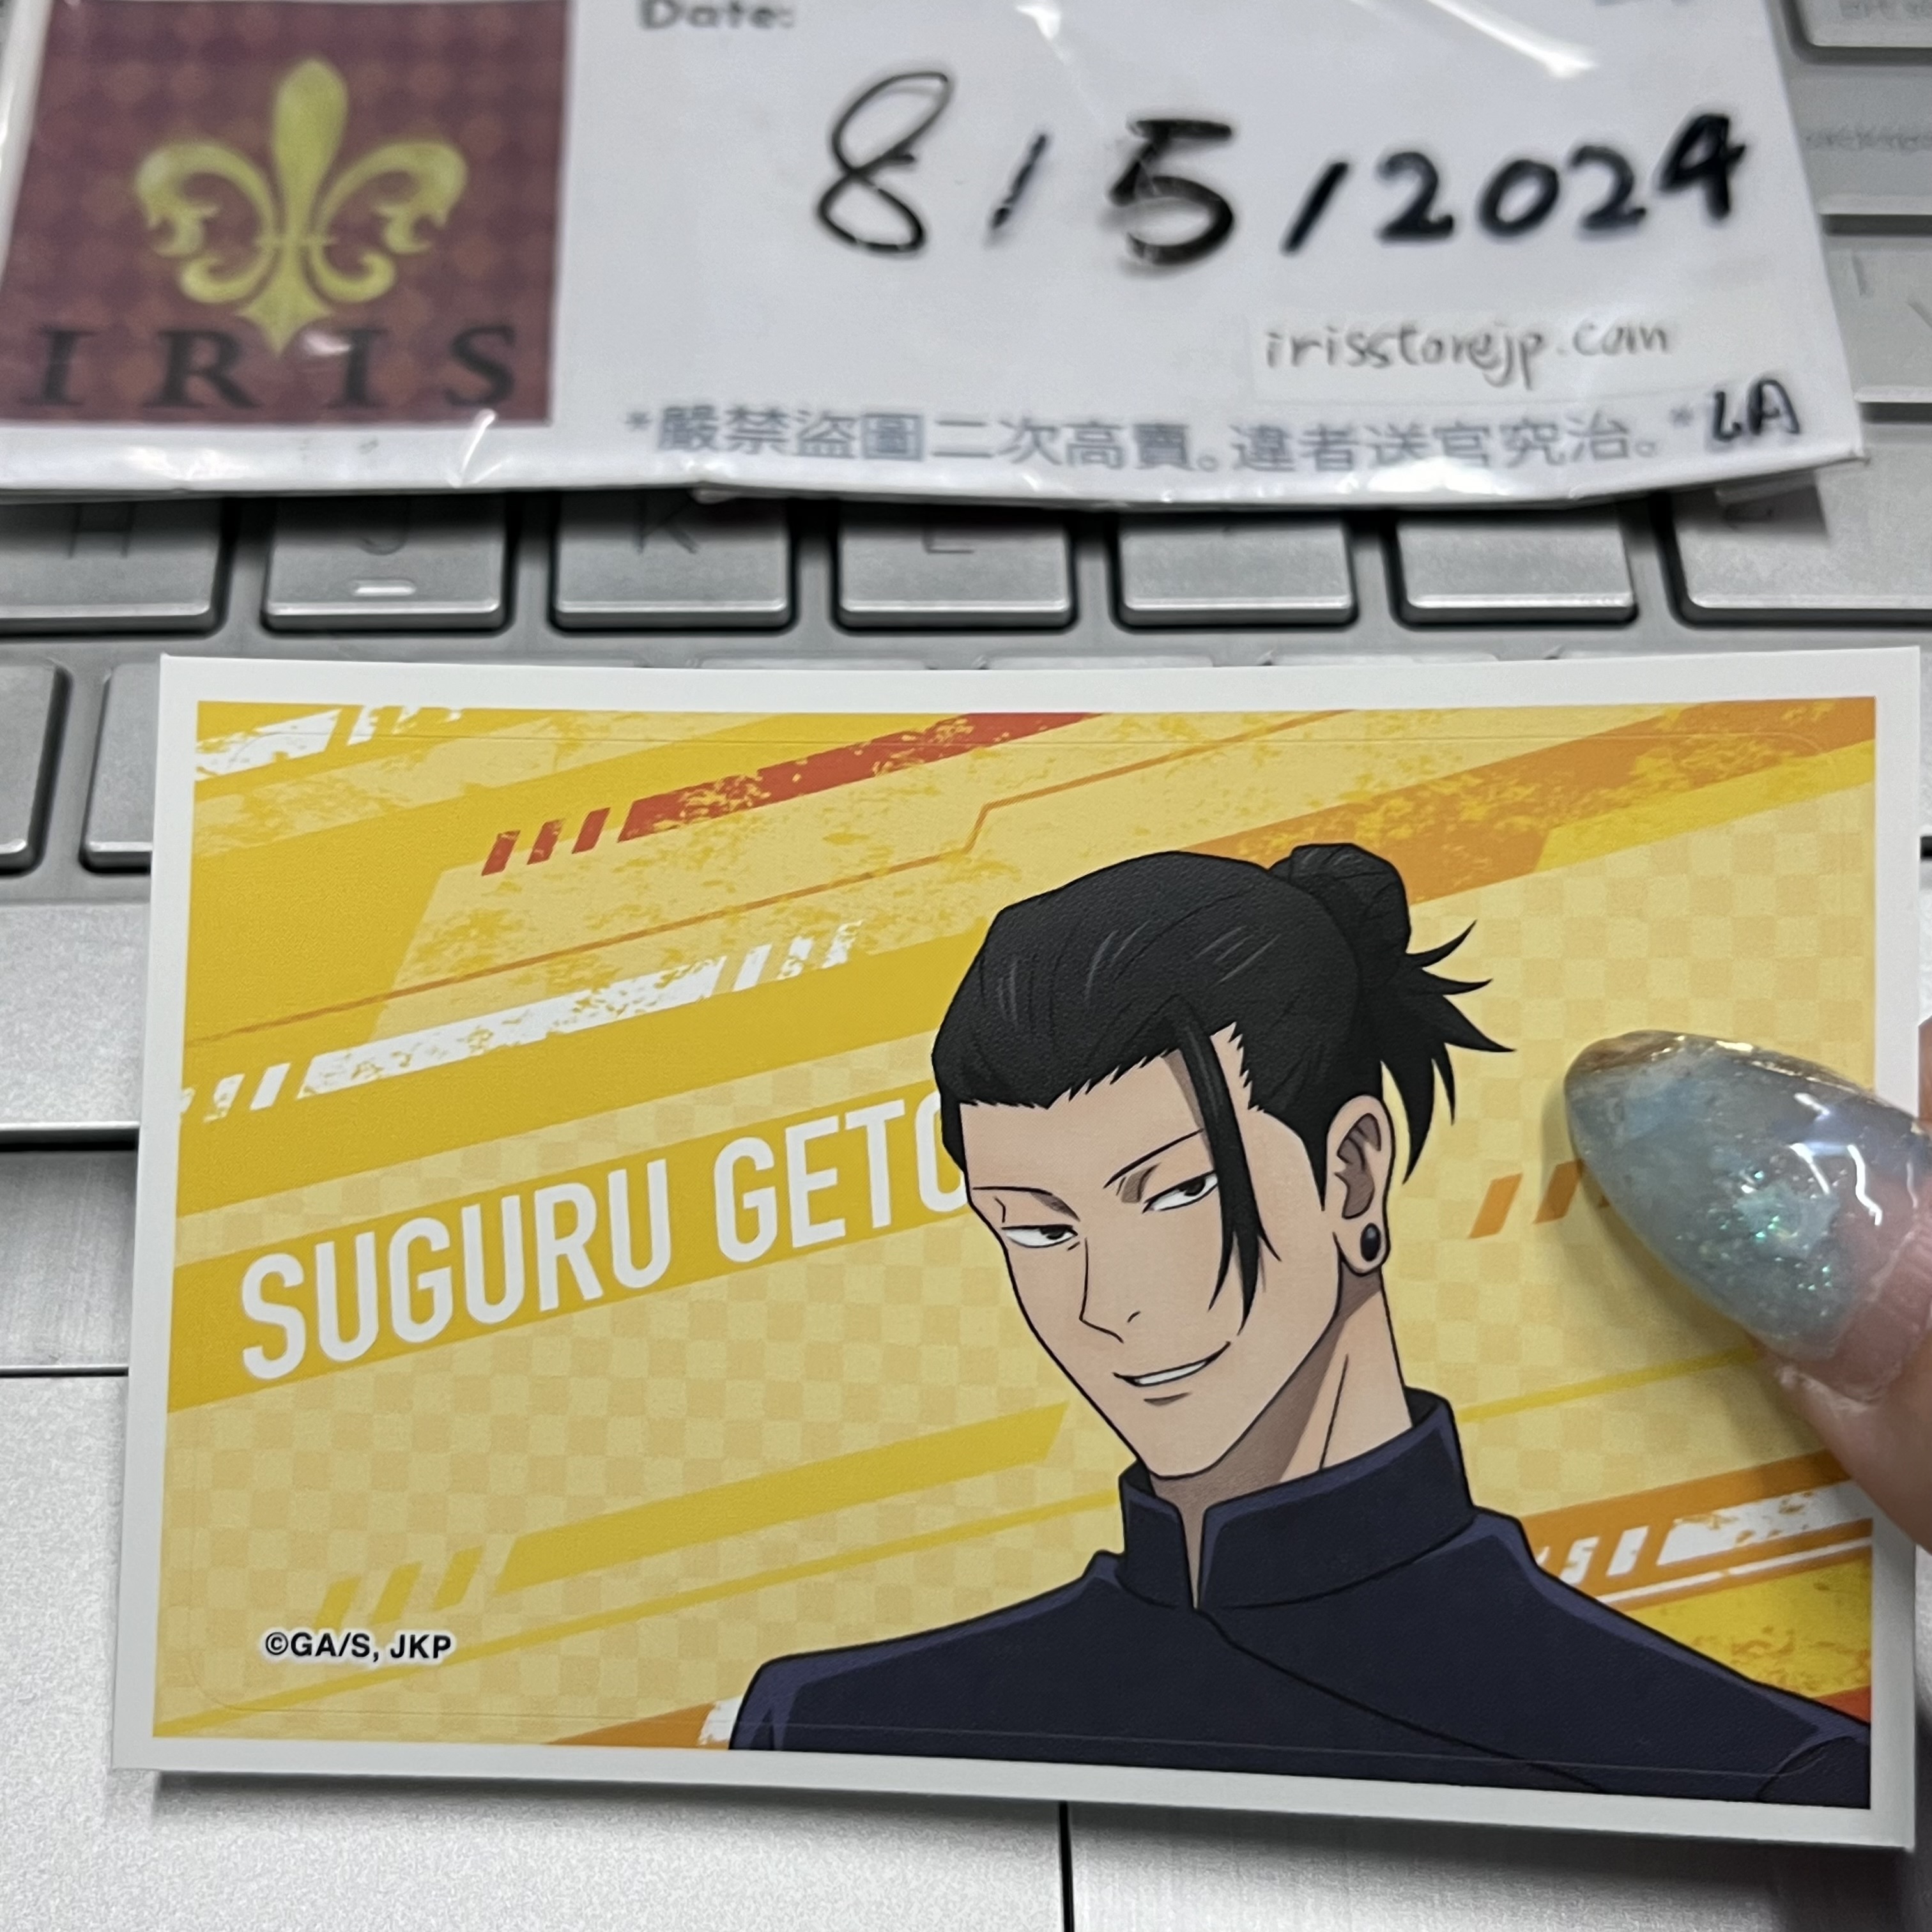 Date:
8/5/2024
IRIS
irisstorejp.com
*嚴禁盜圖二次高賣。違者送官究治。* LA
H J K L
SUGURU GETO
©GA/S, JKP